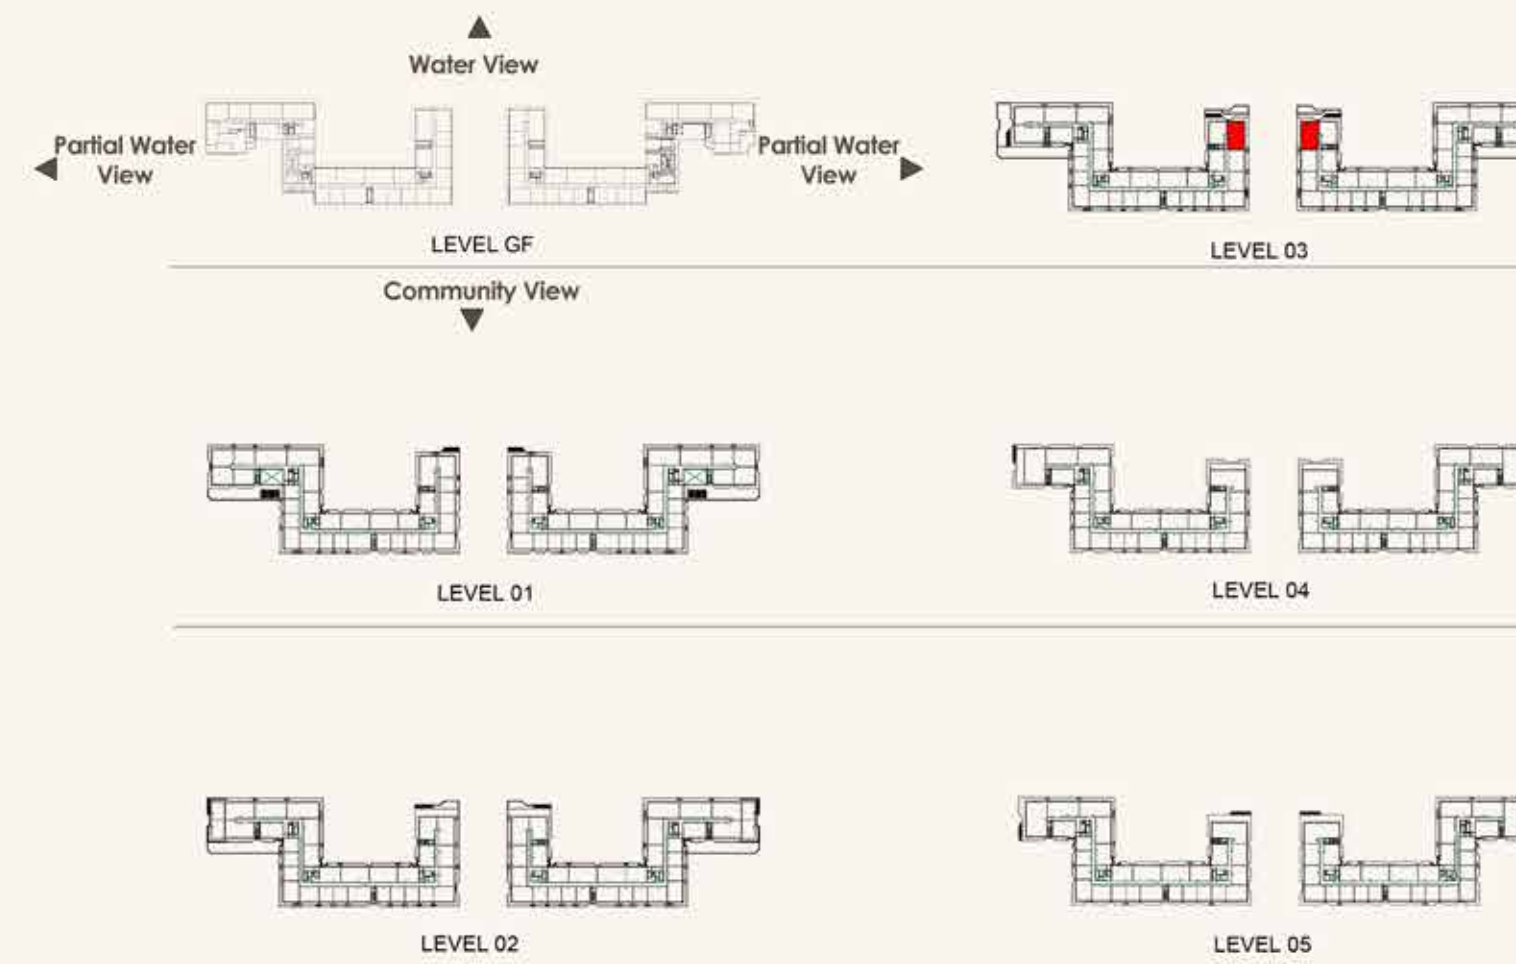 Water View
Partial Water
View
Partial Water
View
LEVEL GF
LEVEL 03
Community View
LEVEL 01
LEVEL 04
LEVEL 02
LEVEL 05